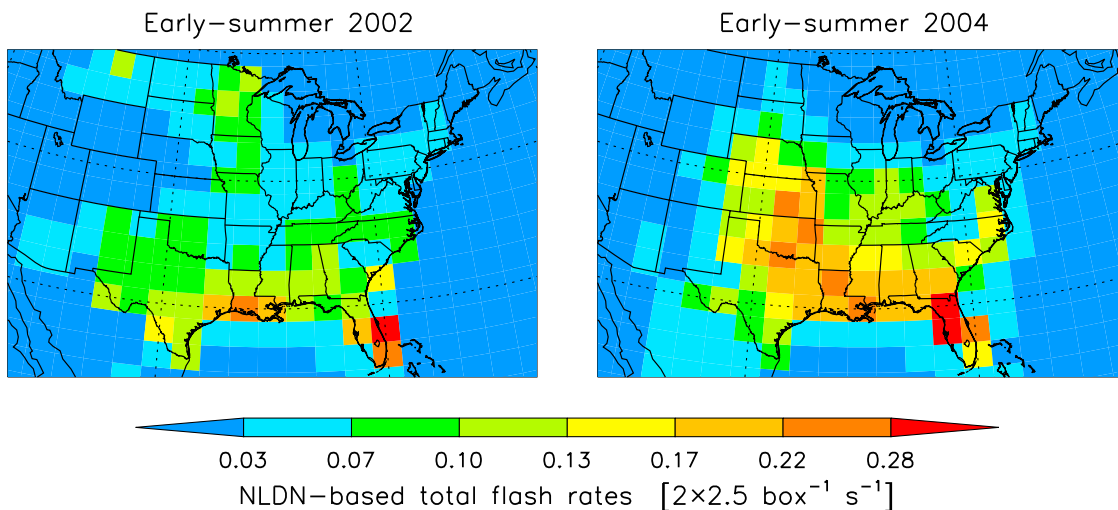 Early−summer 2002 Early−summer 2004
0.03 0.07 0.10 0.13 0.17 0.22 0.28
NLDN−based total flash rates [2×2.5 box⁻¹ s⁻¹]